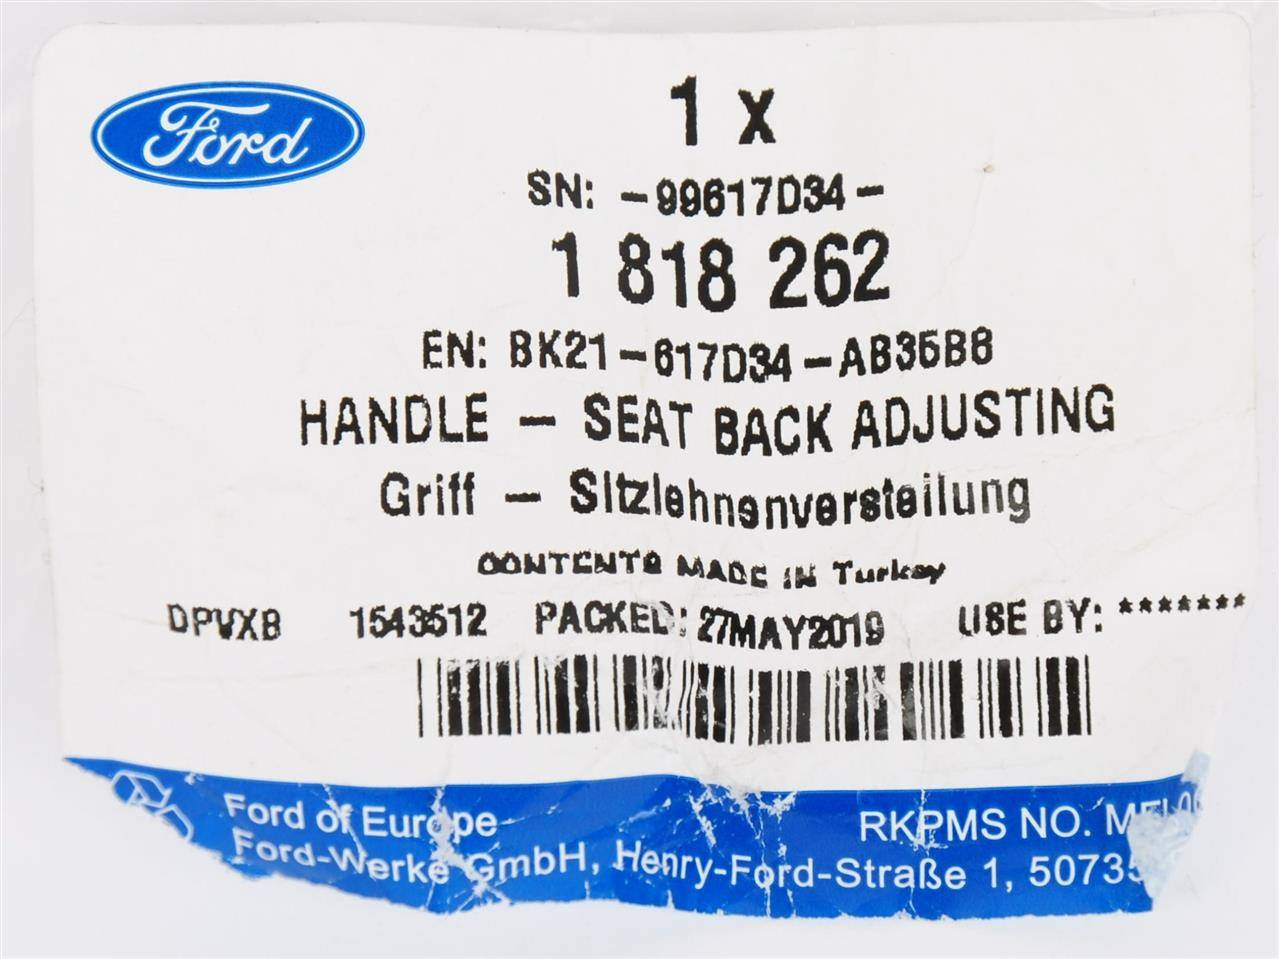 Ford
1 x
SN: -99617D34-
1 818 262
EN: BK21-617D34-AB35B8
HANDLE - SEAT BACK ADJUSTING
Griff - Sitzlehnenverstellung
CONTENTS MADE IN Turkey
DPVXB 1543512 PACKED: 27MAY2019 USE BY: *******
Ford of Europe RKPMS NO.
Ford-Werke GmbH, Henry-Ford-Straße 1, 50735